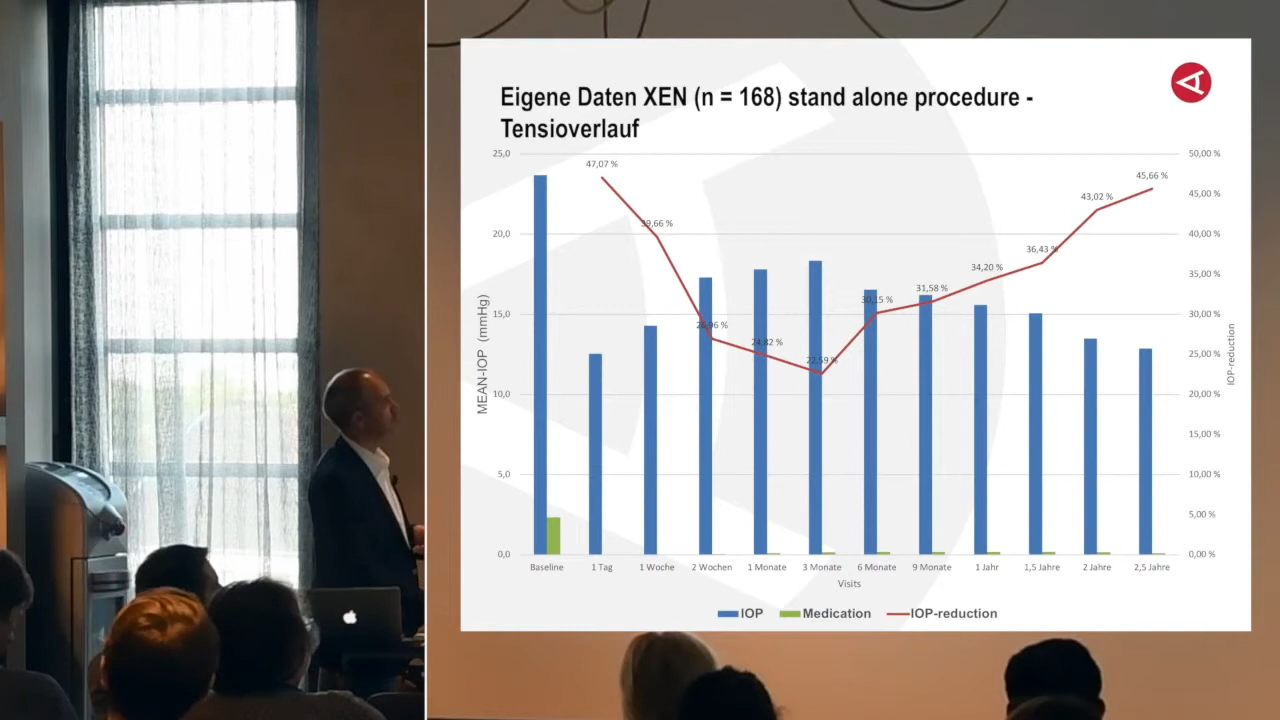 Eigene Daten XEN (n = 168) stand alone procedure -
Tensioverlauf
25,0
20,0
15,0
10,0
5,0
0,0
MEAN-IOP (mmHg)
50,00 %
45,00 %
40,00 %
35,00 %
30,00 %
25,00 %
20,00 %
15,00 %
10,00 %
5,00 %
0,00 %
IOP-reduction
47,07 %
39,66 %
26,96 %
24,82 %
22,59 %
30,15 %
31,58 %
34,20 %
36,43 %
43,02 %
45,66 %
Baseline
1 Tag
1 Woche
2 Wochen
1 Monate
3 Monate
6 Monate
9 Monate
1 Jahr
1,5 Jahre
2 Jahre
2,5 Jahre
Visits
IOP
Medication
IOP-reduction